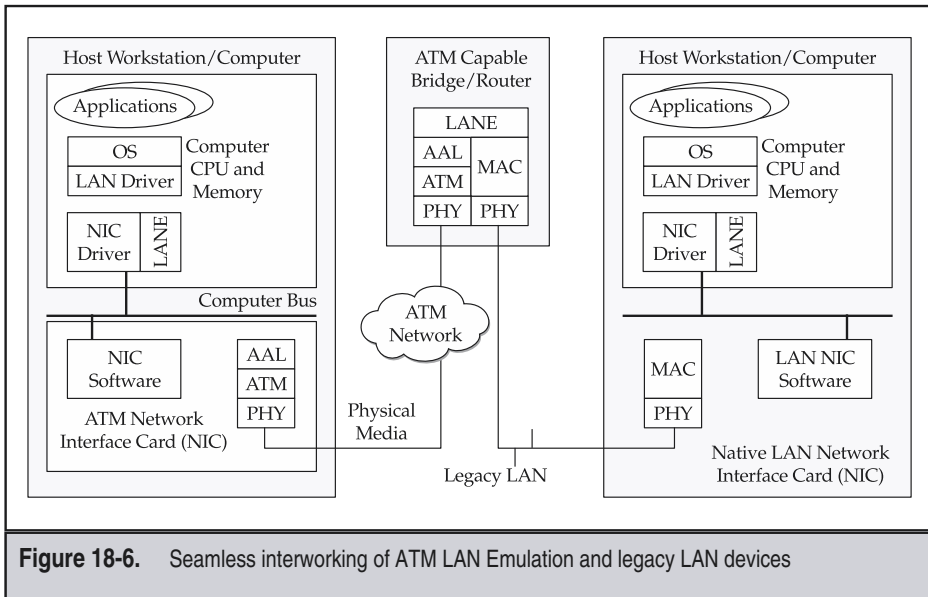 Host Workstation/Computer
Applications
OS
LAN Driver
Computer
CPU and
Memory
NIC
Driver
LANE
Computer Bus
NIC
Software
AAL
ATM
PHY
ATM Network
Interface Card (NIC)
ATM Capable
Bridge/Router
LANE
AAL
ATM
PHY
MAC
PHY
ATM
Network
Physical
Media
Legacy LAN
Host Workstation/Computer
Applications
OS
LAN Driver
Computer
CPU and
Memory
NIC
Driver
LANE
MAC
PHY
LAN NIC
Software
Native LAN Network
Interface Card (NIC)
Figure 18-6. Seamless interworking of ATM LAN Emulation and legacy LAN devices